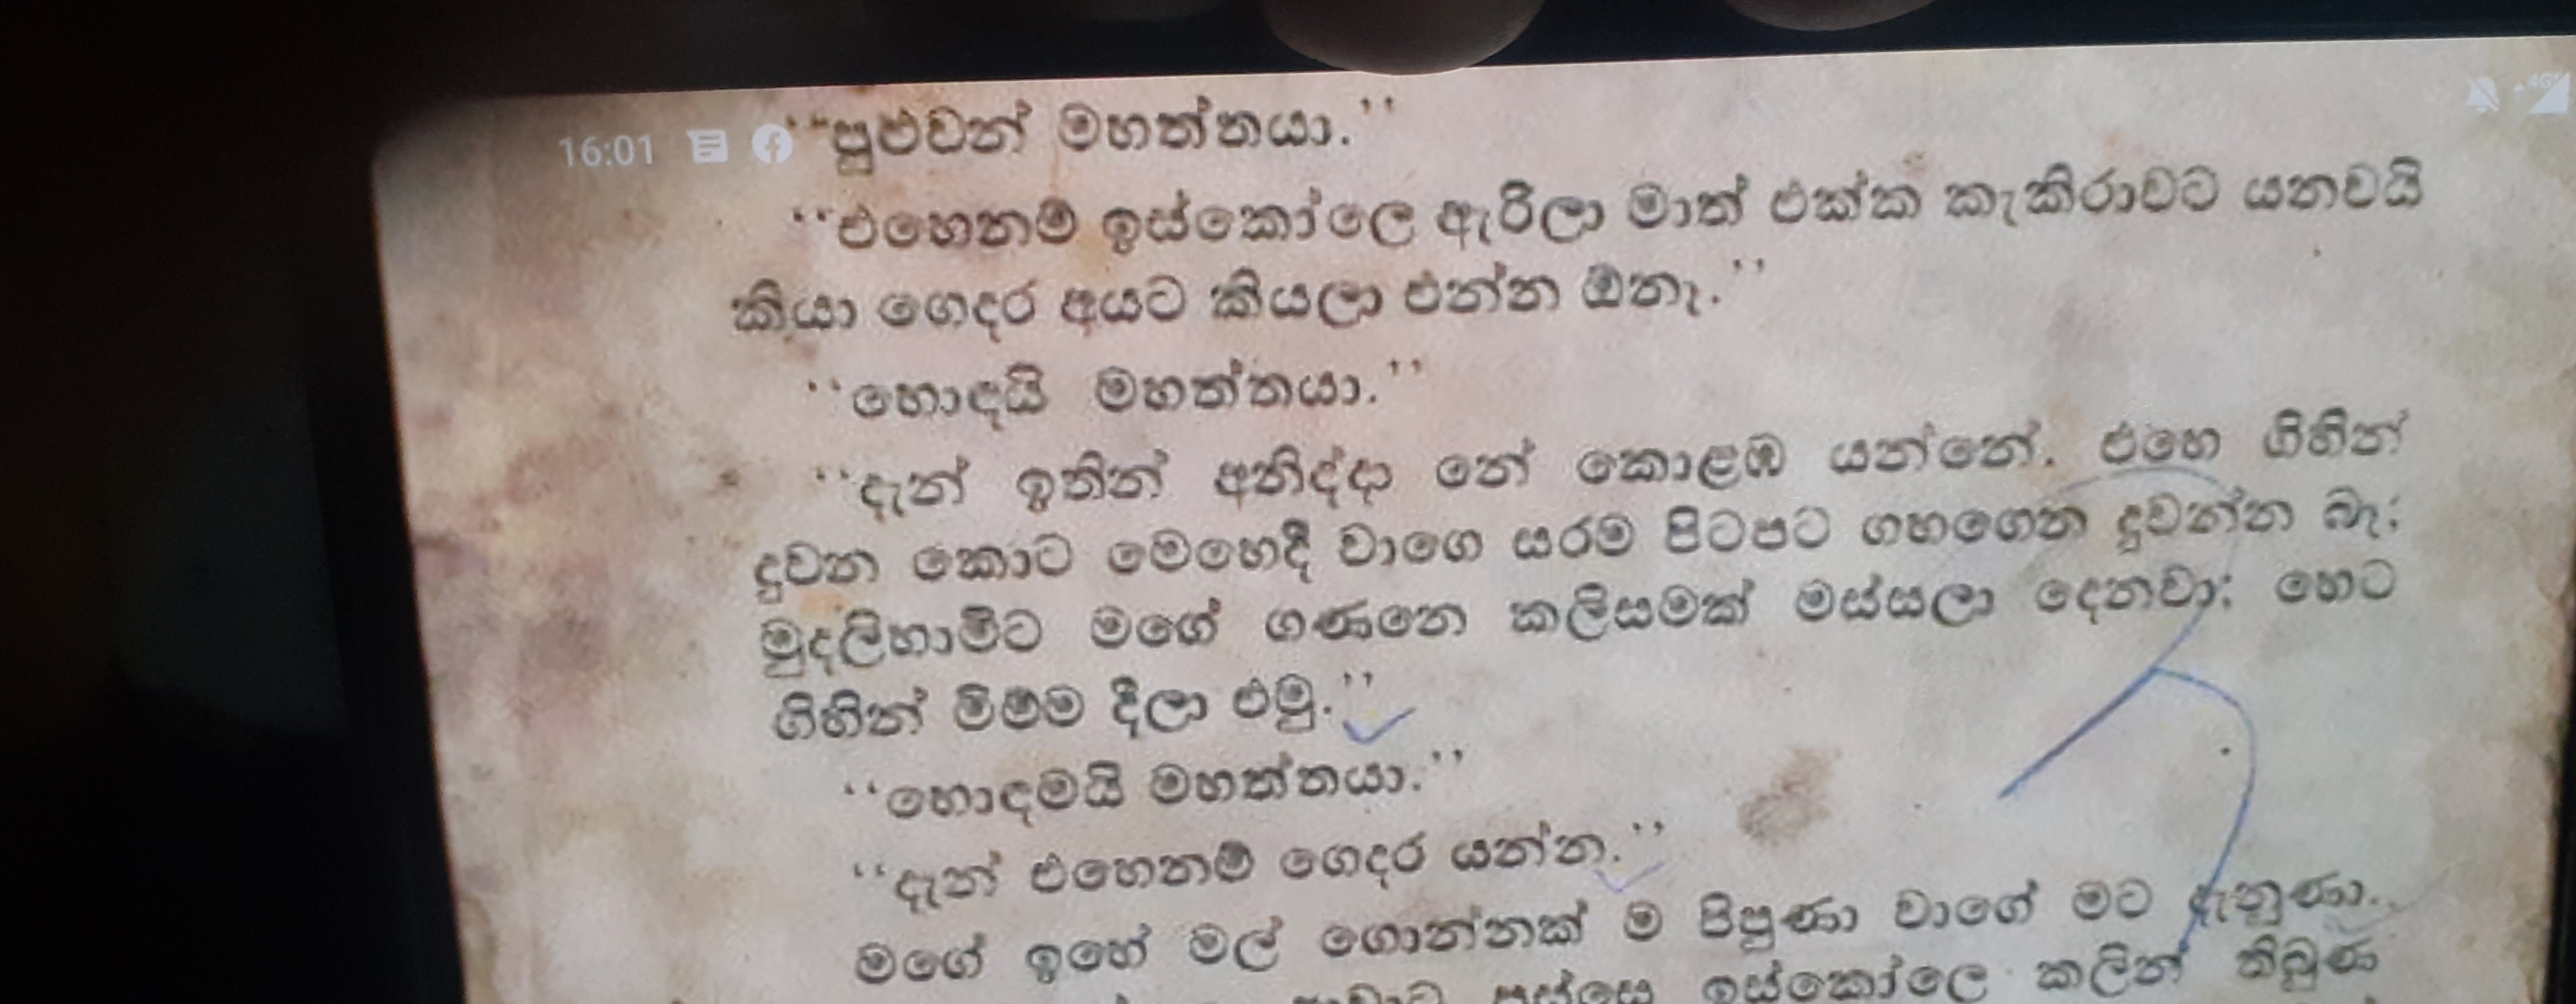 16:01
‘‘පුළුවන් මහත්තයා.’’
‘‘එහෙනම් ඉස්කෝලෙ ඇරිලා මාත් එක්ක කැකිරාවට යනවයි
කියා ගෙදර අයට කියලා එන්න ඕනෑ.’’
‘‘හොඳයි මහත්තයා.’’
‘‘දැන් ඉතින් අනිද්දා නේ කොළඹ යන්නේ. එහෙ ගිහින්
දුවන කොට මෙහෙදී වාගෙ සරම පිටපට ගහගෙන දුවන්න බෑ;
මුදලිහාමිට මගේ ගණනෙ කලිසමක් මස්සලා දෙනවා; හෙට
ගිහින් මිම්ම දීලා එමු.’’
‘‘හොඳමයි මහත්තයා.’’
‘‘දැන් එහෙනම් ගෙදර යන්න.’’
මගේ ඉහේ මල් ගොන්නක් ම පිපුණා වාගේ මට දැනුණා.
පස්සෙ ඉස්කෝලෙ කලින් තිබුණ